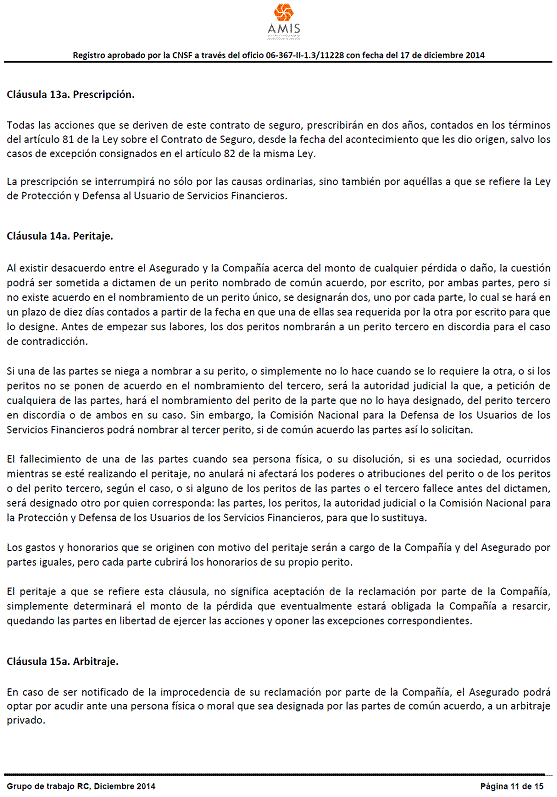 AMIS
Registro aprobado por la CNSF a través del oficio 06-367-II-1.3/11228 con fecha del 17 de diciembre 2014
Cláusula 13a. Prescripción.
Todas las acciones que se deriven de este contrato de seguro, prescribirán en dos años, contados en los términos
del artículo 81 de la Ley sobre el Contrato de Seguro, desde la fecha del acontecimiento que les dio origen, salvo los
casos de excepción consignados en el artículo 82 de la misma Ley.
La prescripción se interrumpirá no sólo por las causas ordinarias, sino también por aquéllas a que se refiere la Ley
de Protección y Defensa al Usuario de Servicios Financieros.
Cláusula 14a. Peritaje.
Al existir desacuerdo entre el Asegurado y la Compañía acerca del monto de cualquier pérdida o daño, la cuestión
podrá ser sometida a dictamen de un perito nombrado de común acuerdo, por escrito, por ambas partes, pero si
no existe acuerdo en el nombramiento de un perito único, se designarán dos, uno por cada parte, lo cual se hará en
un plazo de diez días contados a partir de la fecha en que una de ellas sea requerida por la otra por escrito para que
lo designe. Antes de empezar sus labores, los dos peritos nombrarán a un perito tercero en discordia para el caso
de contradicción.
Si una de las partes se niega a nombrar a su perito, o simplemente no lo hace cuando se lo requiere la otra, o si los
peritos no se ponen de acuerdo en el nombramiento del tercero, será la autoridad judicial la que, a petición de
cualquiera de las partes, hará el nombramiento del perito de la parte que no lo haya designado, del perito tercero
en discordia o de ambos en su caso. Sin embargo, la Comisión Nacional para la Defensa de los Usuarios de los
Servicios Financieros podrá nombrar al tercer perito, si de común acuerdo las partes así lo solicitan.
El fallecimiento de una de las partes cuando sea persona física, o su disolución, si es una sociedad, ocurridos
mientras se esté realizando el peritaje, no anulará ni afectará los poderes o atribuciones del perito o de los peritos
o del perito tercero, según el caso, o si alguno de los peritos de las partes o el tercero fallece antes del dictamen,
será designado otro por quien corresponda: las partes, los peritos, la autoridad judicial o la Comisión Nacional para
la Protección y Defensa de los Usuarios de los Servicios Financieros, para que lo sustituya.
Los gastos y honorarios que se originen con motivo del peritaje serán a cargo de la Compañía y del Asegurado por
partes iguales, pero cada parte cubrirá los honorarios de su propio perito.
El peritaje a que se refiere esta cláusula, no significa aceptación de la reclamación por parte de la Compañía,
simplemente determinará el monto de la pérdida que eventualmente estará obligada la Compañía a resarcir,
quedando las partes en libertad de ejercer las acciones y oponer las excepciones correspondientes.
Cláusula 15a. Arbitraje.
En caso de ser notificado de la improcedencia de su reclamación por parte de la Compañía, el Asegurado podrá
optar por acudir ante una persona física o moral que sea designada por las partes de común acuerdo, a un arbitraje
privado.
Grupo de trabajo RC, Diciembre 2014 Página 11 de 15